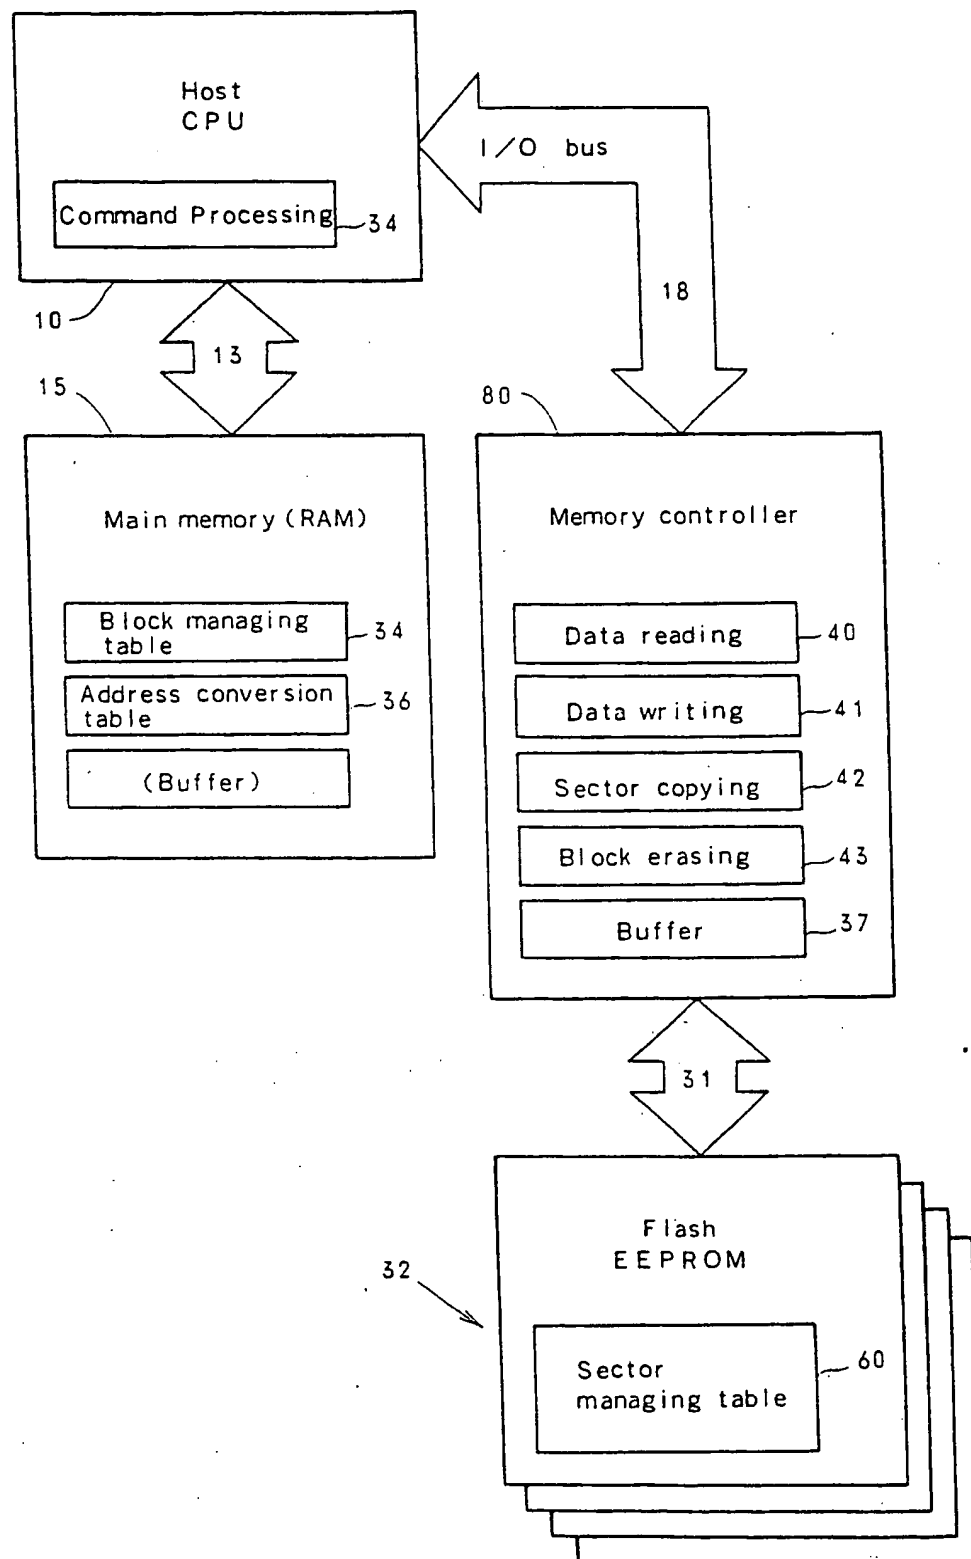 Host
CPU
Command Processing
34
I/O bus
10
13
18
15
80
Main memory (RAM)
Block managing
table
34
Address conversion
table
36
(Buffer)
Memory controller
Data reading
40
Data writing
41
Sector copying
42
Block erasing
43
Buffer
37
31
Flash
EEPROM
32
Sector
managing table
60